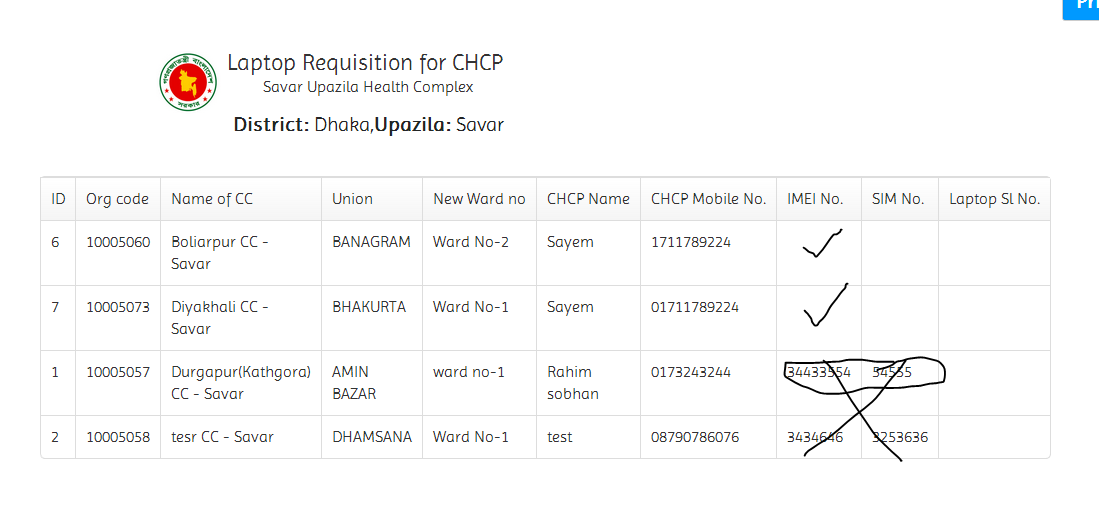 Laptop Requisition for CHCP
Savar Upazila Health Complex
District: Dhaka,Upazila: Savar
ID Org code Name of CC Union New Ward no CHCP Name CHCP Mobile No. IMEI No. SIM No. Laptop Sl No.
6 10005060 Boliarpur CC - BANAGRAM Ward No-2 Sayem 1711789224
Savar
7 10005073 Diyakhali CC - BHAKURTA Ward No-1 Sayem 01711789224
Savar
1 10005057 Durgapur(Kathgora) AMIN ward no-1 Rahim 0173243244 34433554 54555
CC - Savar BAZAR sobhan
2 10005058 tesr CC - Savar DHAMSANA Ward No-1 test 08790786076 3434646 3253636